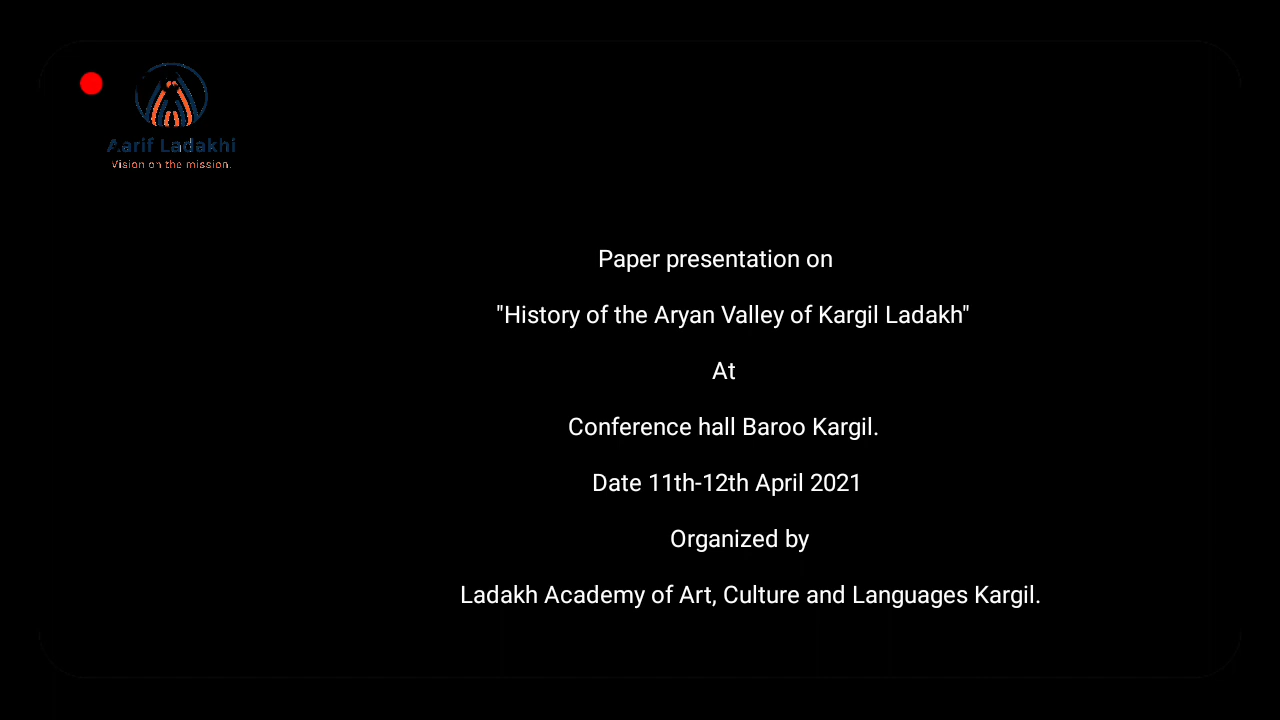 Aarif Ladakhi
Vision on the mission.
Paper presentation on
"History of the Aryan Valley of Kargil Ladakh"
At
Conference hall Baroo Kargil.
Date 11th-12th April 2021
Organized by
Ladakh Academy of Art, Culture and Languages Kargil.